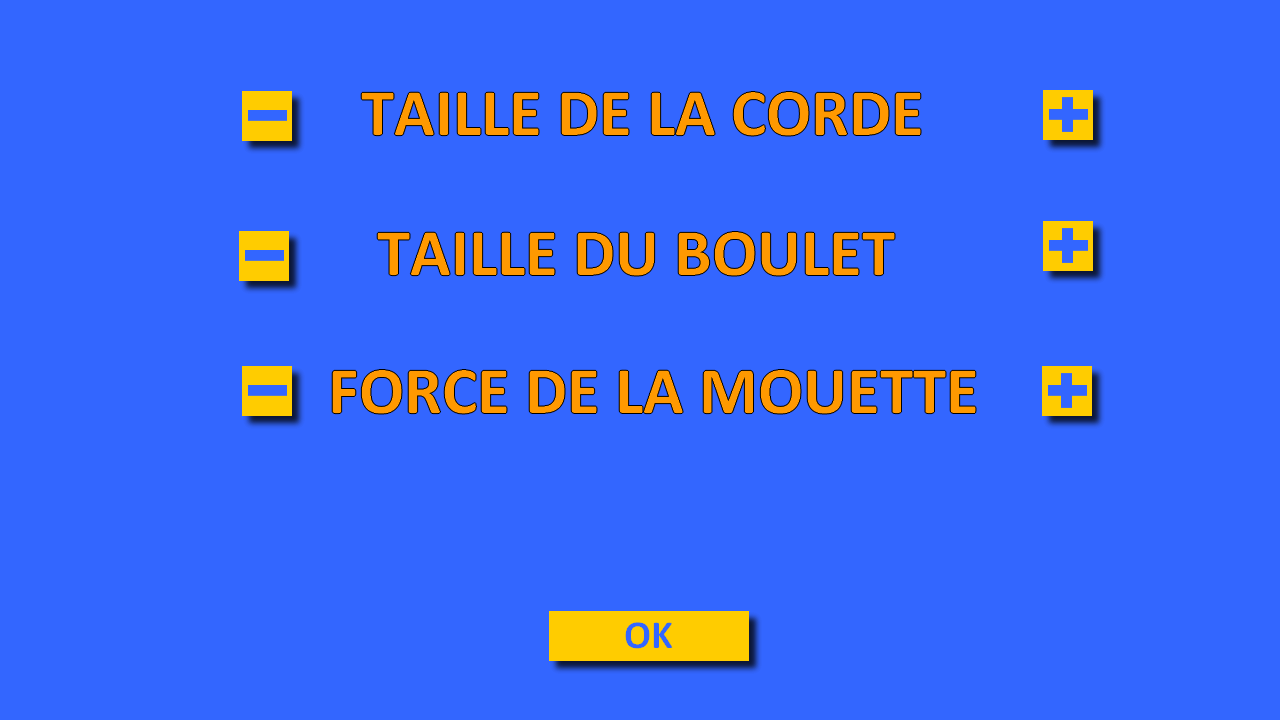 - TAILLE DE LA CORDE +
- TAILLE DU BOULET +
- FORCE DE LA MOUETTE +
OK